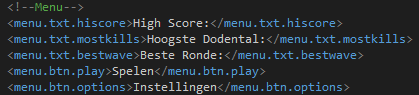 <!--Menu-->
<menu.txt.hiscore>High Score:</menu.txt.hiscore>
<menu.txt.mostkills>Hoogste Dodental:</menu.txt.mostkills>
<menu.txt.bestwave>Beste Ronde:</menu.txt.bestwave>
<menu.btn.play>Spelen</menu.btn.play>
<menu.btn.options>Instellingen</menu.btn.options>